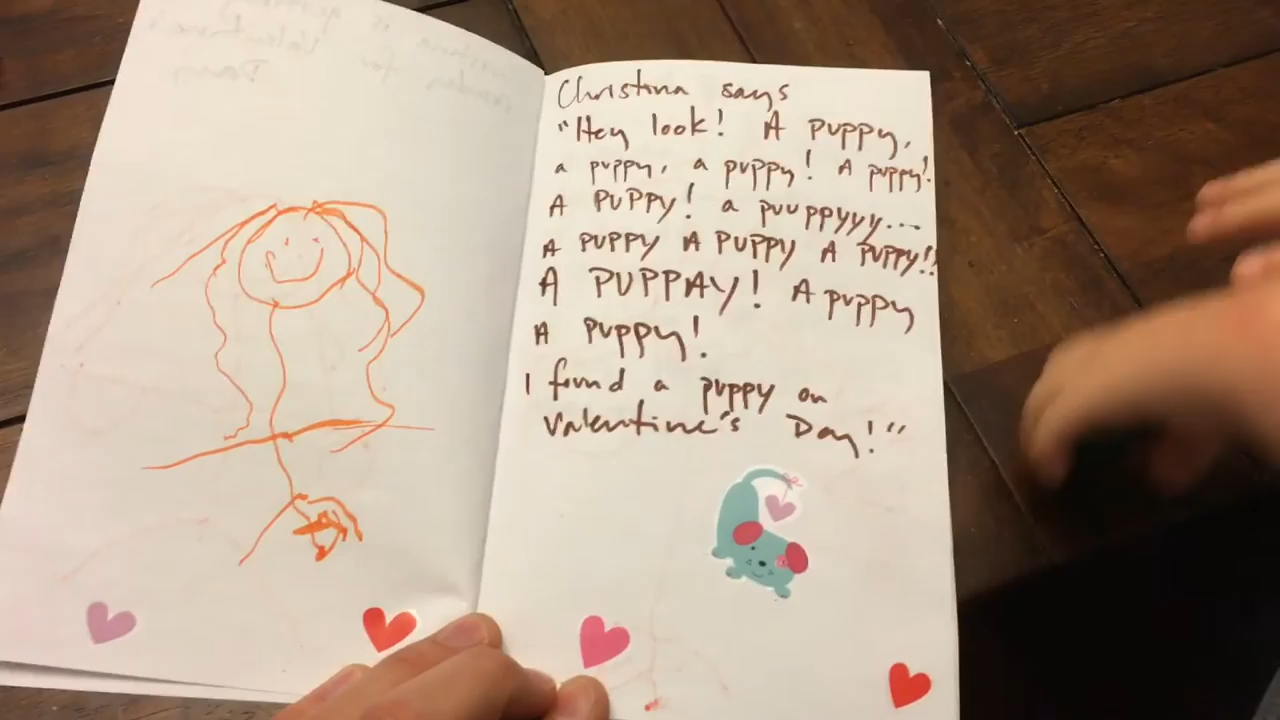 Christina says
"Hey look! A puppy,
a puppy, a puppy! A puppy!
A PUPPY! a puuppyyy...
A PUPPY A PUPPY A PUPPY!!
A PUPPAY! A puppy
A puppy!
I found a puppy on
Valentine's Day!"